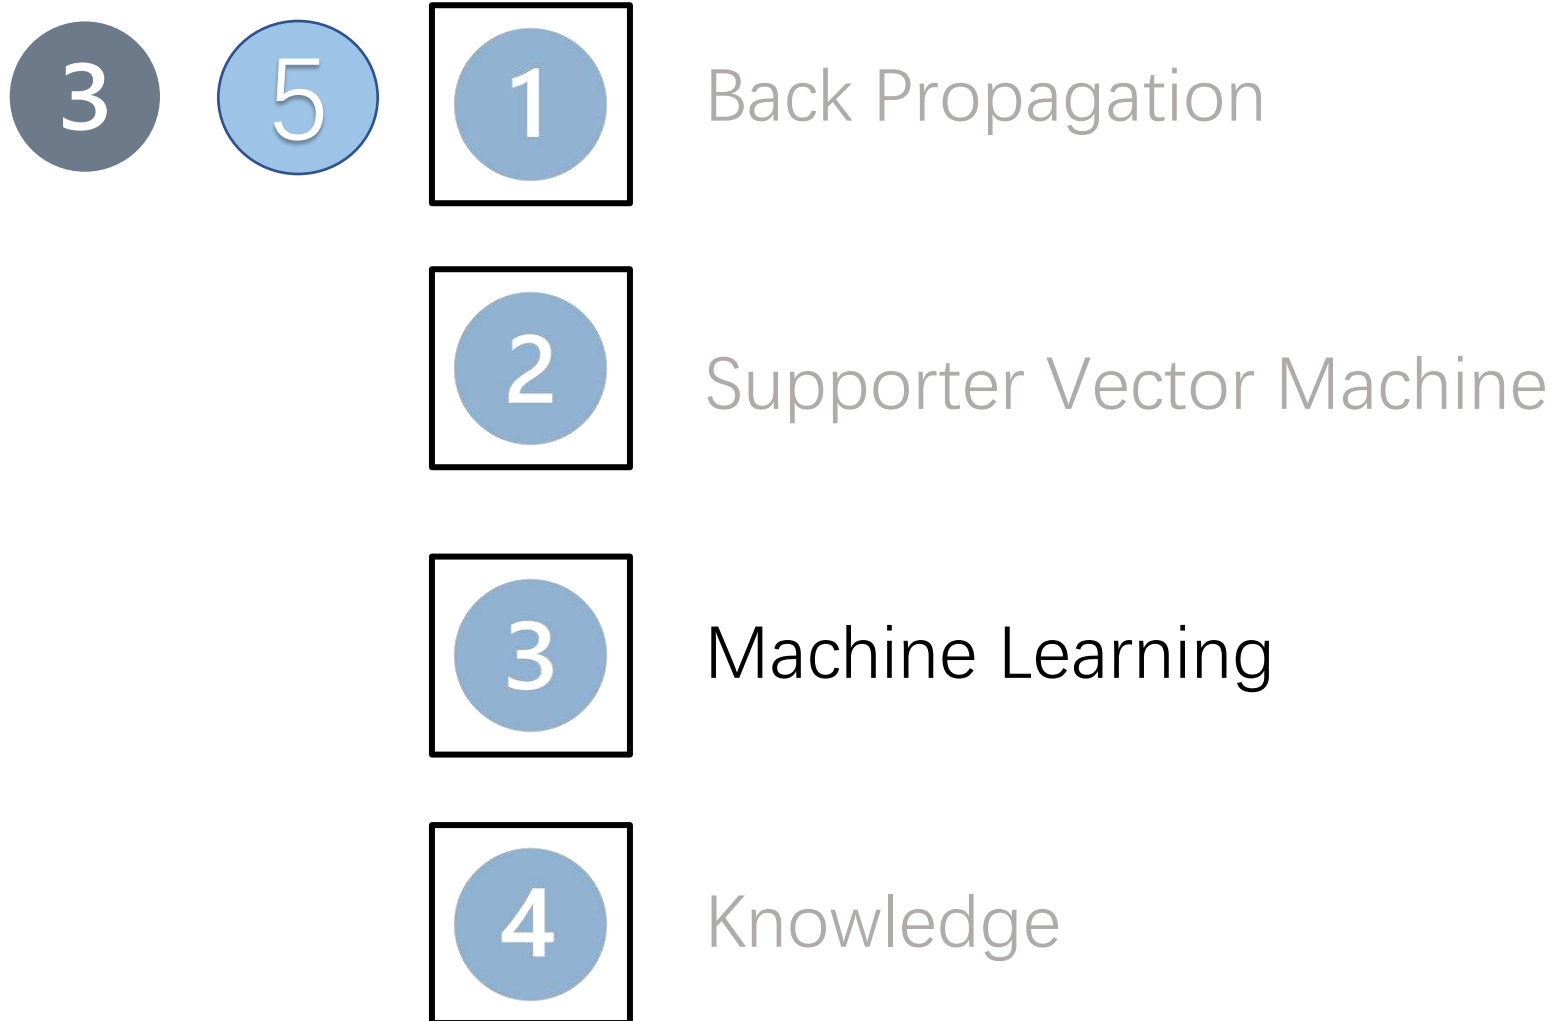 3 5 1 Back Propagation
2 Supporter Vector Machine
3 Machine Learning
4 Knowledge